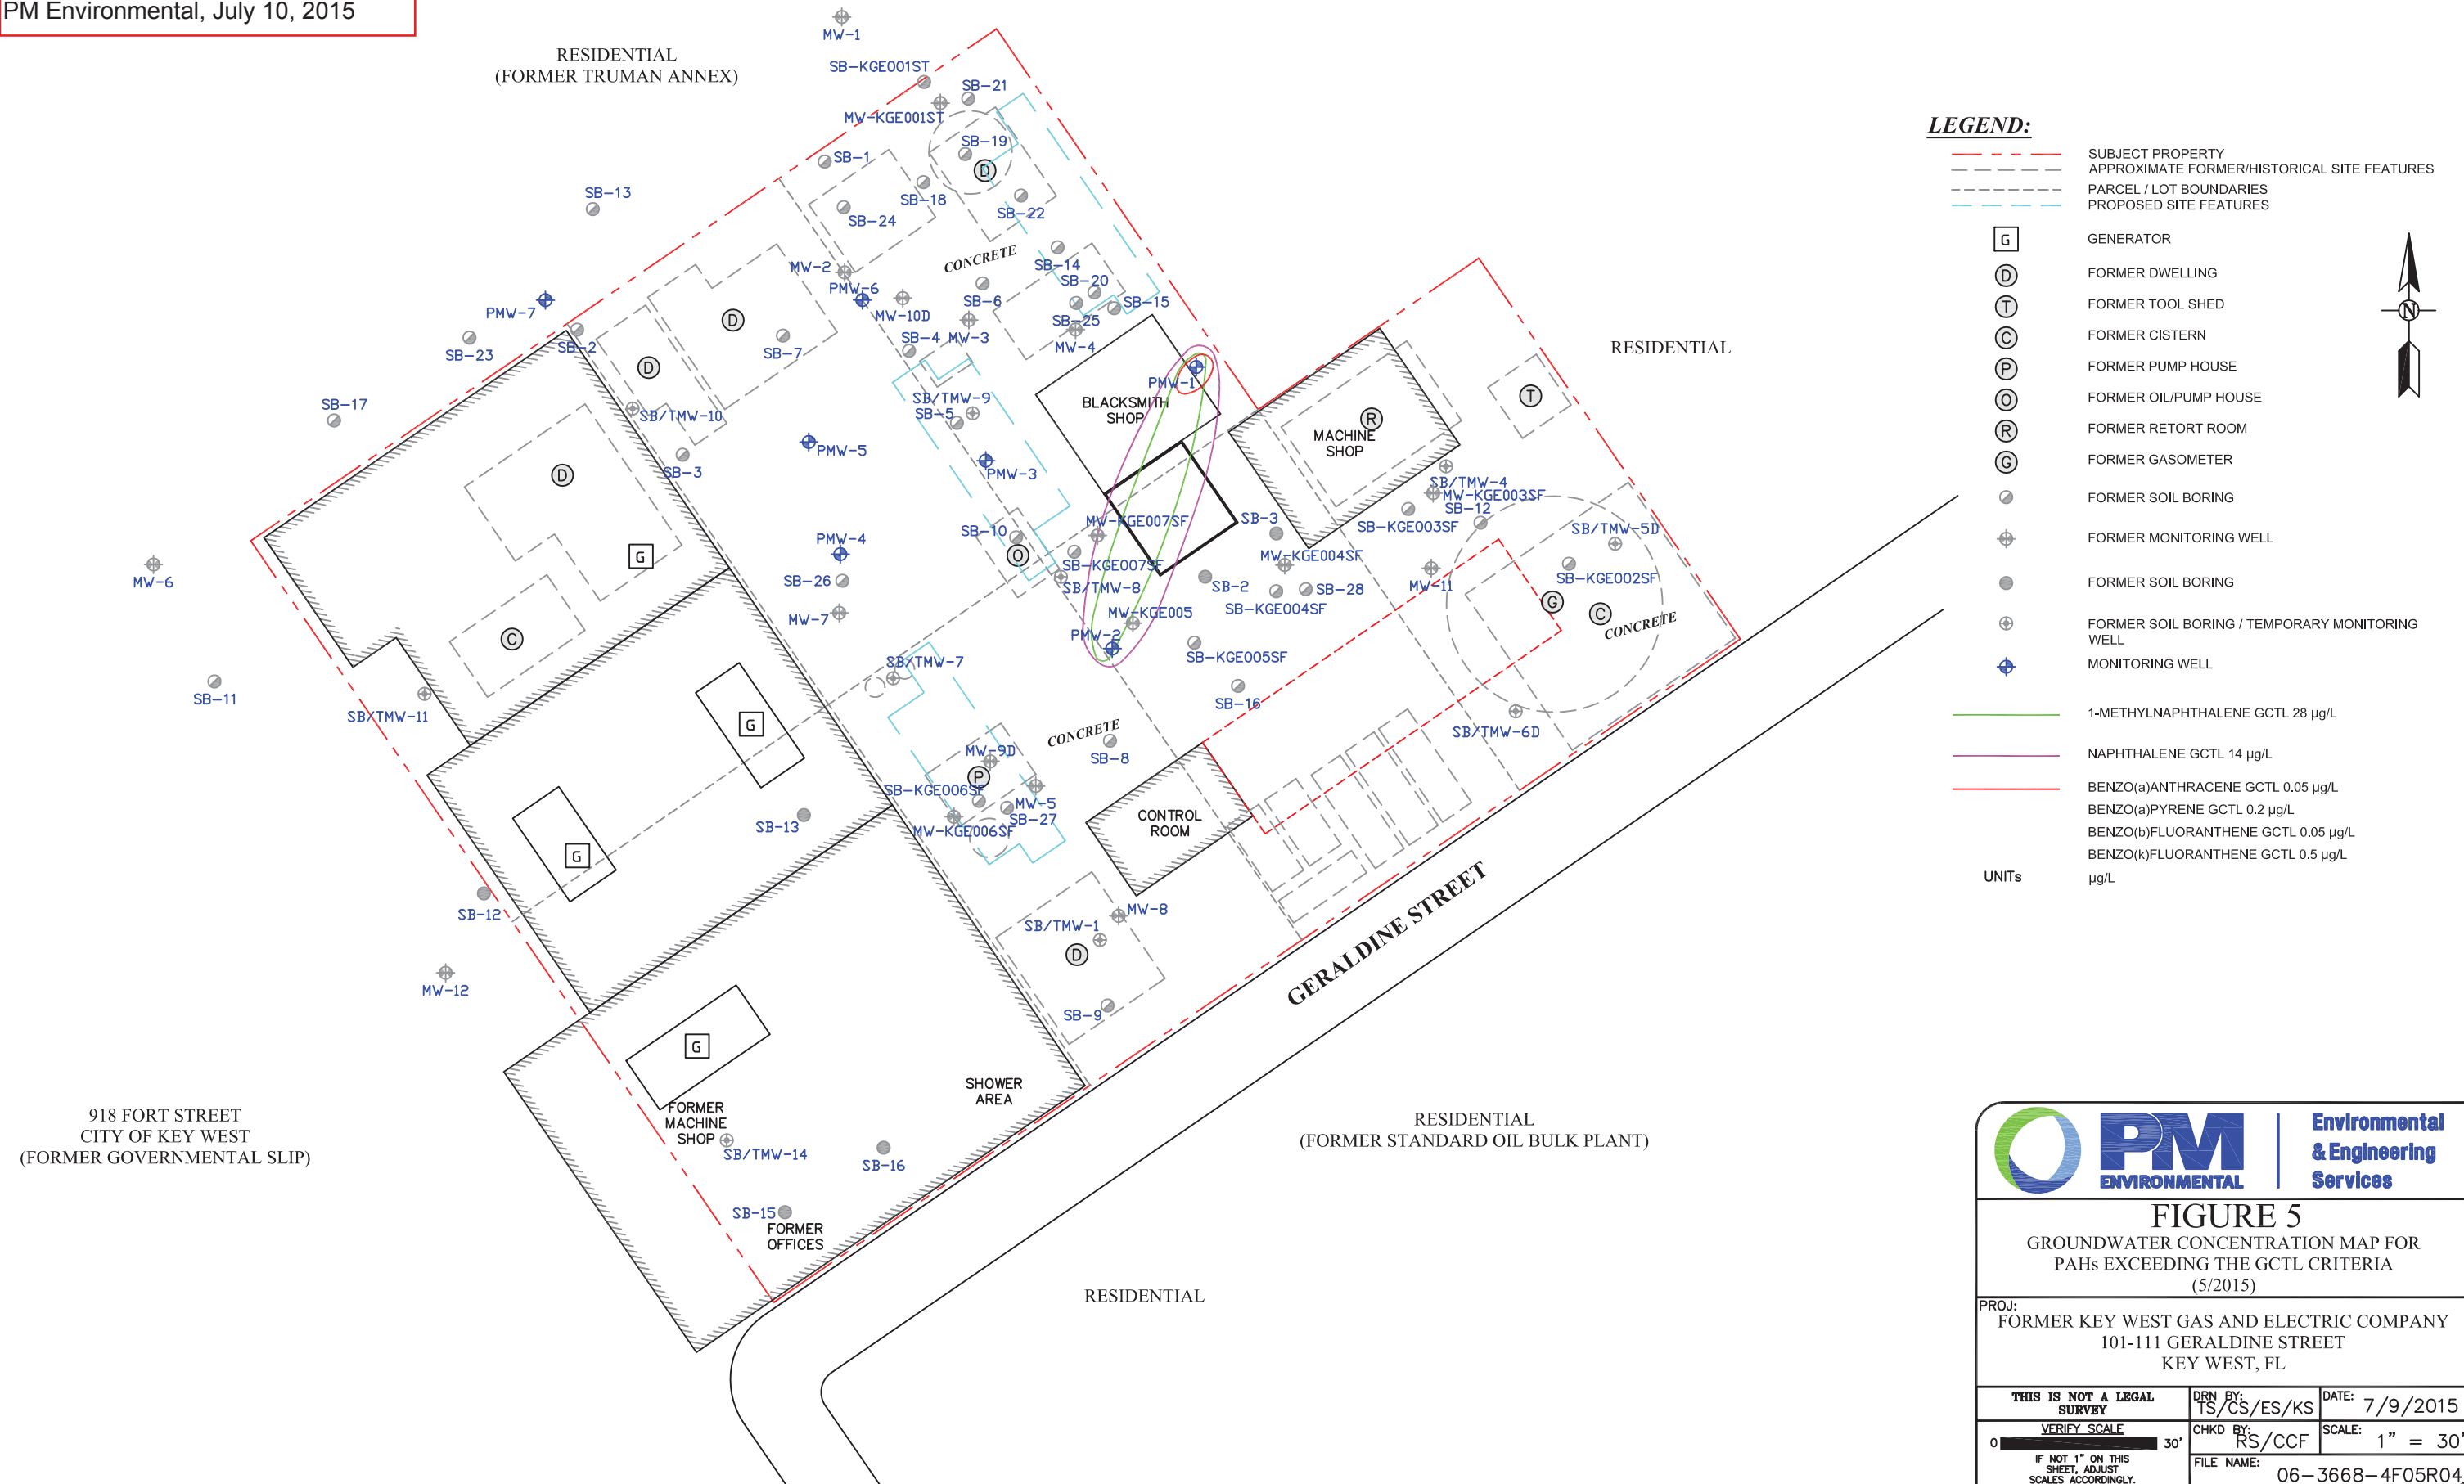 PM Environmental, July 10, 2015
RESIDENTIAL
(FORMER TRUMAN ANNEX)
MW-1
SB-KGE001ST
SB-21
MW-KGE001ST
SB-19
D
SB-1
SB-18
SB-22
SB-24
SB-13
CONCRETE
MW-2
PMW-6
MW-10D
SB-6
SB-14
SB-20
SB-15
SB-25
MW-4
SB-4
MW-3
PMW-7
SB-23
SB-2
D
D
SB-7
SB-17
SB/TMW-10
SB-3
D
PMW-5
SB/TMW-9
SB-5
PMW-3
PMW-1
BLACKSMITH
SHOP
RESIDENTIAL
R
MACHINE
SHOP
T
SB/TMW-4
MW-KGE003SF
SB-12
SB-KGE003SF
SB/TMW-5D
SB-KGE002SF
SB-3
MW-KGE004SF
MW-11
SB-28
SB-KGE004SF
SB-2
G
C
CONCRETE
MW-KGE007SF
SB-10
O
SB-KGE007SF
SB/TMW-8
MW-KGE005
PMW-2
SB-KGE005SF
SB-16
SB/TMW-6D
PMW-4
SB-26
MW-7
G
C
MW-6
SB-11
SB/TMW-11
SB/TMW-7
G
G
SB-13
CONCRETE
SB-8
MW-9D
P
SB-KGE006SF
MW-5
SB-27
MW-KGE006SF
CONTROL
ROOM
SB-12
MW-12
SB/TMW-1
MW-8
D
SB-9
GERALDINE STREET
G
SHOWER
AREA
FORMER
MACHINE
SHOP
SB/TMW-14
SB-16
SB-15
FORMER
OFFICES
918 FORT STREET
CITY OF KEY WEST
(FORMER GOVERNMENTAL SLIP)
RESIDENTIAL
(FORMER STANDARD OIL BULK PLANT)
RESIDENTIAL
LEGEND:
SUBJECT PROPERTY
APPROXIMATE FORMER/HISTORICAL SITE FEATURES
PARCEL / LOT BOUNDARIES
PROPOSED SITE FEATURES
G GENERATOR
D FORMER DWELLING
T FORMER TOOL SHED
C FORMER CISTERN
P FORMER PUMP HOUSE
O FORMER OIL/PUMP HOUSE
R FORMER RETORT ROOM
G FORMER GASOMETER
FORMER SOIL BORING
FORMER MONITORING WELL
FORMER SOIL BORING
FORMER SOIL BORING / TEMPORARY MONITORING
WELL
MONITORING WELL
1-METHYLNAPHTHALENE GCTL 28 µg/L
NAPHTHALENE GCTL 14 µg/L
BENZO(a)ANTHRACENE GCTL 0.05 µg/L
BENZO(a)PYRENE GCTL 0.2 µg/L
BENZO(b)FLUORANTHENE GCTL 0.05 µg/L
BENZO(k)FLUORANTHENE GCTL 0.5 µg/L
UNITs µg/L
N
PM
ENVIRONMENTAL
Environmental
& Engineering
Services
FIGURE 5
GROUNDWATER CONCENTRATION MAP FOR
PAHs EXCEEDING THE GCTL CRITERIA
(5/2015)
PROJ:
FORMER KEY WEST GAS AND ELECTRIC COMPANY
101-111 GERALDINE STREET
KEY WEST, FL
THIS IS NOT A LEGAL
SURVEY
DRN BY:
TS/CS/ES/KS
DATE: 7/9/2015
VERIFY SCALE
0 30'
IF NOT 1" ON THIS
SHEET, ADJUST
SCALES ACCORDINGLY.
CHKD BY:
RS/CCF
SCALE: 1" = 30'
FILE NAME:
06-3668-4F05R04